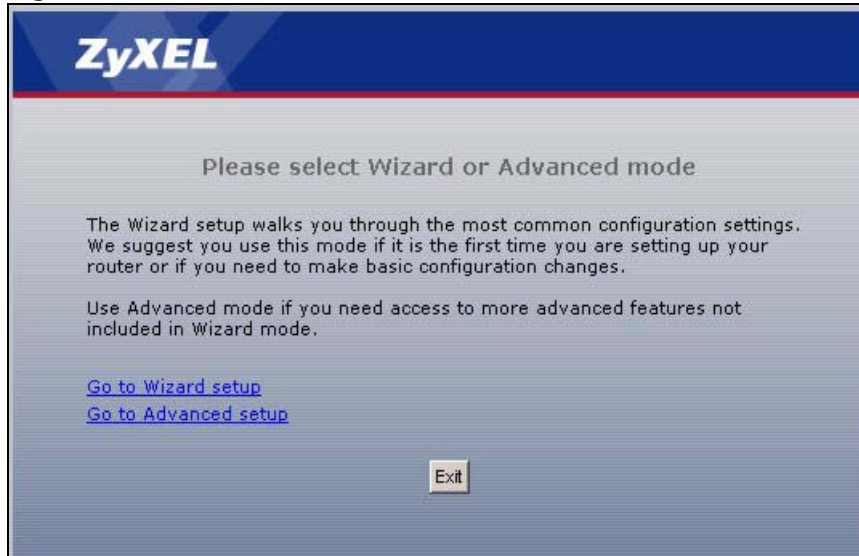 ZyXEL
Please select Wizard or Advanced mode
The Wizard setup walks you through the most common configuration settings.
We suggest you use this mode if it is the first time you are setting up your
router or if you need to make basic configuration changes.
Use Advanced mode if you need access to more advanced features not
included in Wizard mode.
Go to Wizard setup
Go to Advanced setup
Exit